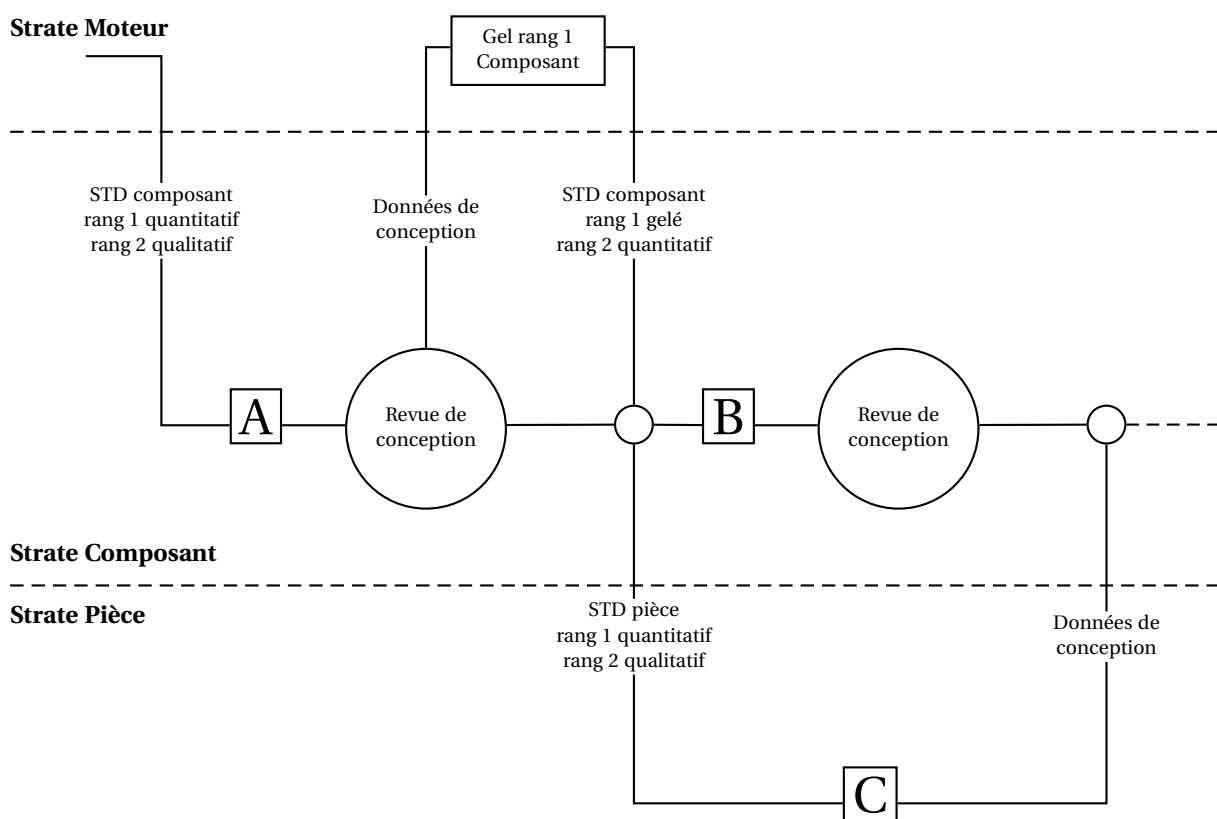 Strate Moteur
Gel rang 1
Composant
STD composant
rang 1 quantitatif
rang 2 qualitatif
Données de
conception
STD composant
rang 1 gelé
rang 2 quantitatif
A
Revue de
conception
B
Revue de
conception
Strate Composant
Strate Pièce
STD pièce
rang 1 quantitatif
rang 2 qualitatif
Données de
conception
C